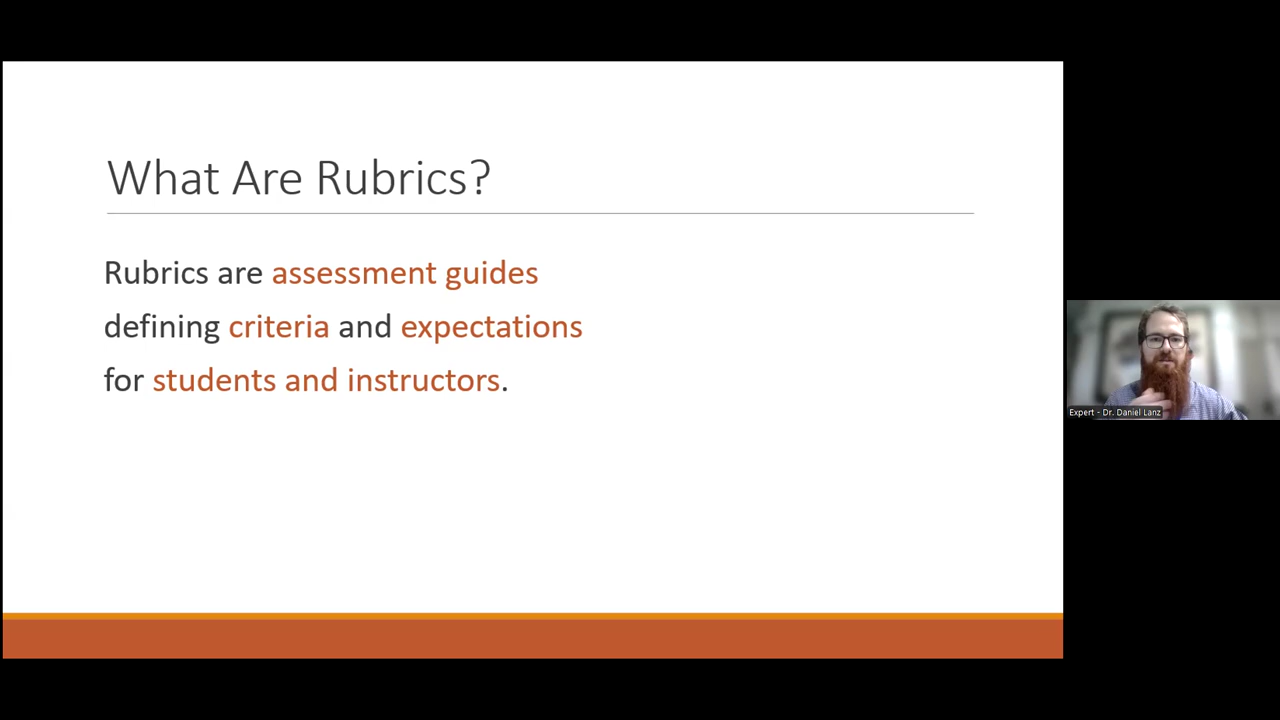 What Are Rubrics?
Rubrics are assessment guides
defining criteria and expectations
for students and instructors.
Expert - Dr. Daniel Lanz